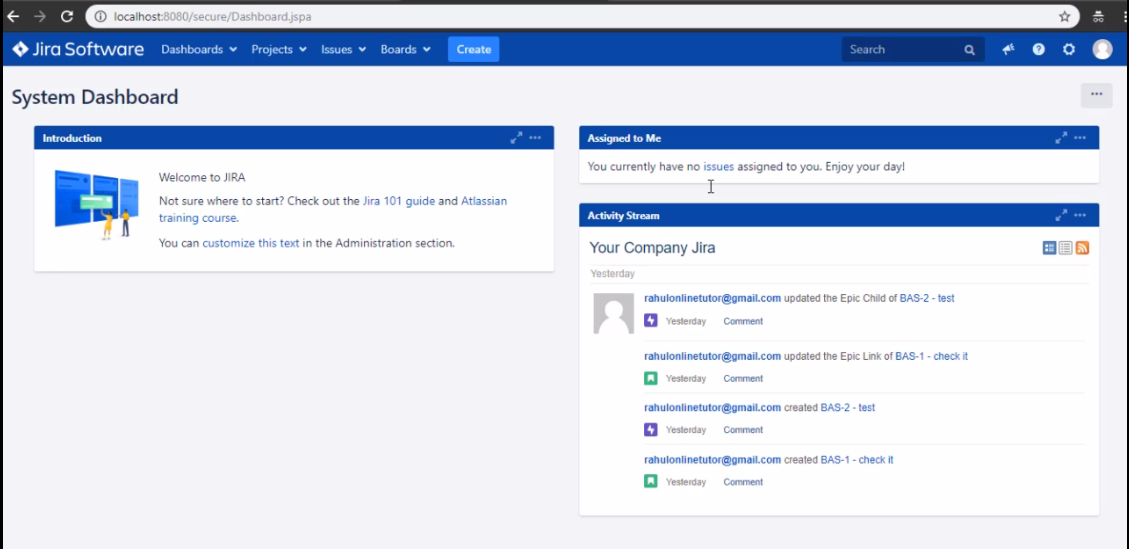 localhost:8080/secure/Dashboard.jspa
Jira Software Dashboards Projects Issues Boards Create Search
System Dashboard
Introduction
Welcome to JIRA
Not sure where to start? Check out the Jira 101 guide and Atlassian
training course.
You can customize this text in the Administration section.
Assigned to Me
You currently have no issues assigned to you. Enjoy your day!
Activity Stream
Your Company Jira
Yesterday
rahulonlinetutor@gmail.com updated the Epic Child of BAS-2 - test
Yesterday Comment
rahulonlinetutor@gmail.com updated the Epic Link of BAS-1 - check it
Yesterday Comment
rahulonlinetutor@gmail.com created BAS-2 - test
Yesterday Comment
rahulonlinetutor@gmail.com created BAS-1 - check it
Yesterday Comment